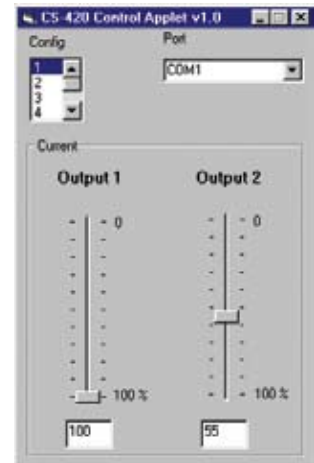 CS-420 Control Applet v1.0
Config
Port
1
2
3
4
COM1
Current
Output 1
Output 2
0
0
100 %
100 %
100
55